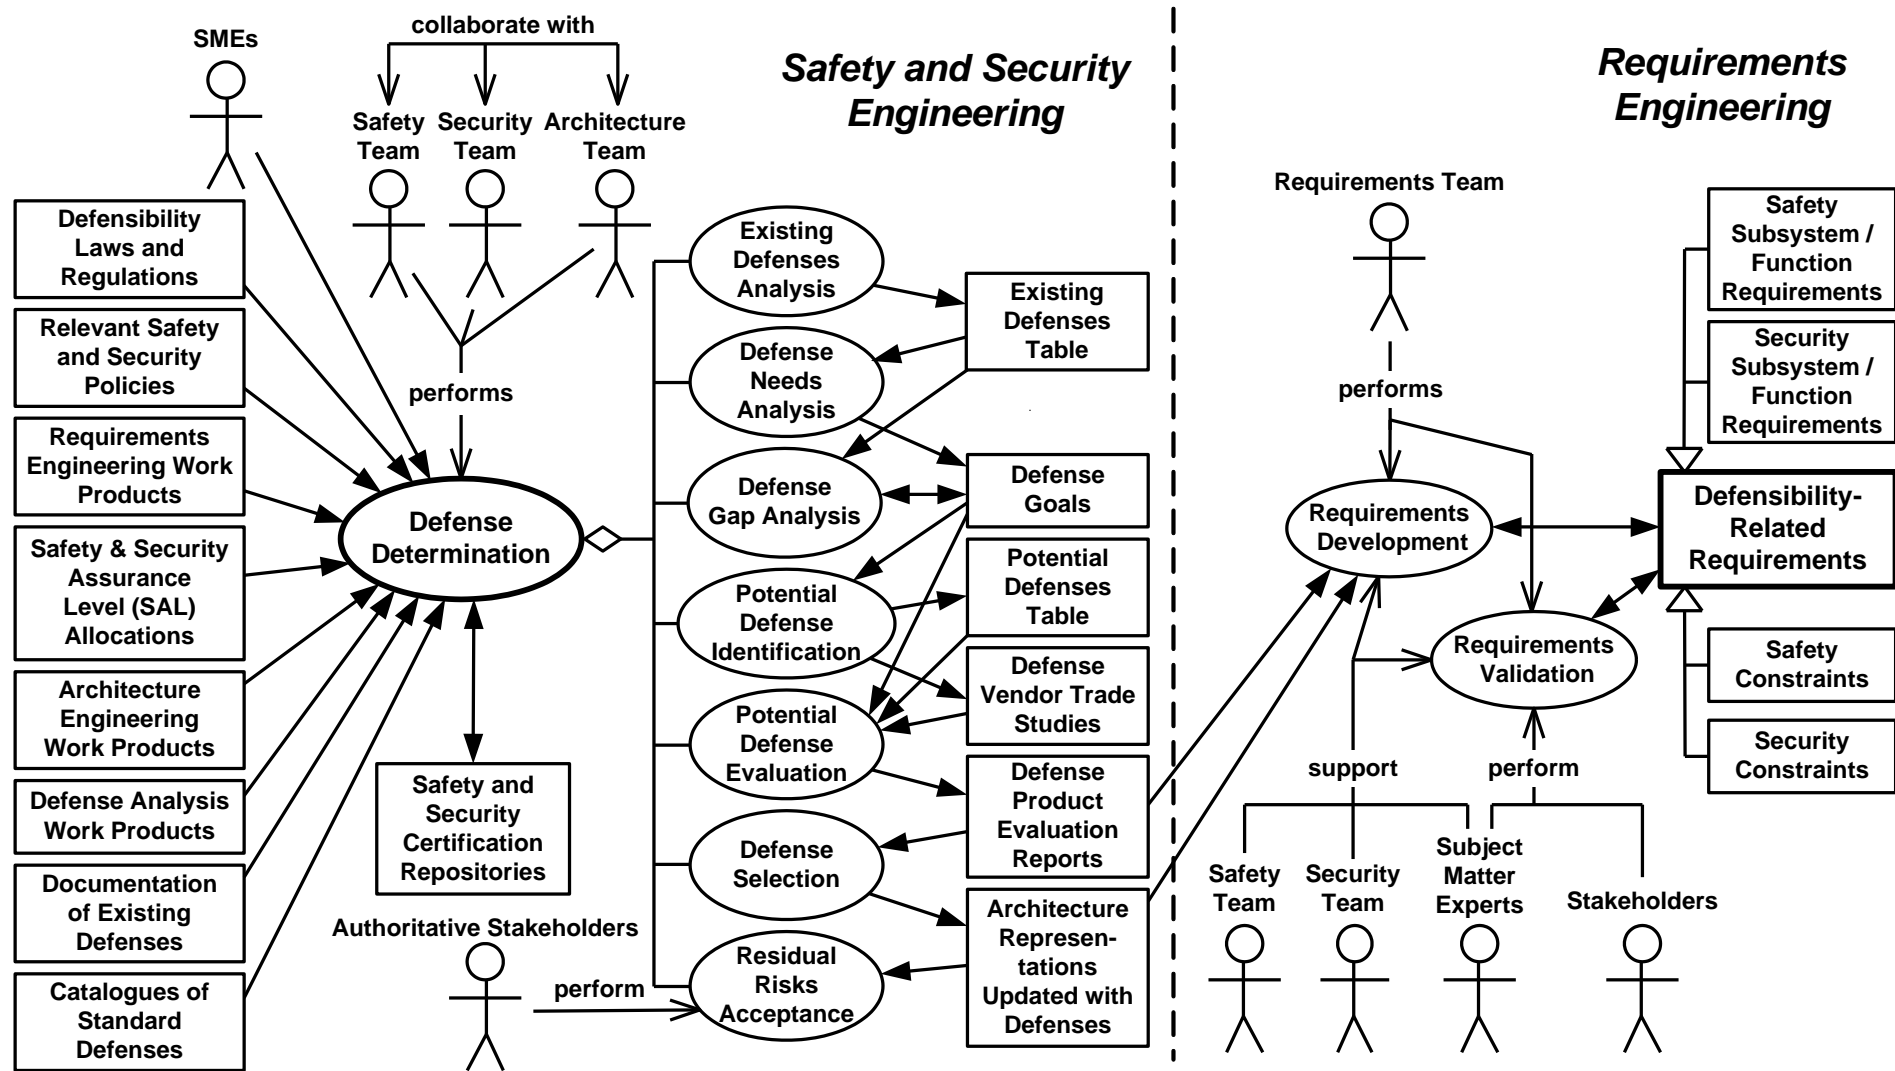 collaborate with
SMEs
Safety and Security
Engineering
Requirements
Engineering
Safety
Team
Security
Team
Architecture
Team
Defensibility
Laws and
Regulations
Relevant Safety
and Security
Policies
Requirements
Engineering Work
Products
Safety & Security
Assurance
Level (SAL)
Allocations
Architecture
Engineering
Work Products
Defense Analysis
Work Products
Documentation
of Existing
Defenses
Catalogues of
Standard
Defenses
performs
Defense
Determination
Safety and
Security
Certification
Repositories
Authoritative Stakeholders
perform
Existing
Defenses
Analysis
Defense
Needs
Analysis
Defense
Gap Analysis
Potential
Defense
Identification
Potential
Defense
Evaluation
Defense
Selection
Residual
Risks
Acceptance
Existing
Defenses
Table
Defense
Goals
Potential
Defenses
Table
Defense
Vendor Trade
Studies
Defense
Product
Evaluation
Reports
Architecture
Represen-
tations
Updated with
Defenses
Requirements Team
performs
Requirements
Development
Requirements
Validation
support
perform
Safety
Team
Security
Team
Subject
Matter
Experts
Stakeholders
Safety
Subsystem /
Function
Requirements
Security
Subsystem /
Function
Requirements
Defensibility-
Related
Requirements
Safety
Constraints
Security
Constraints